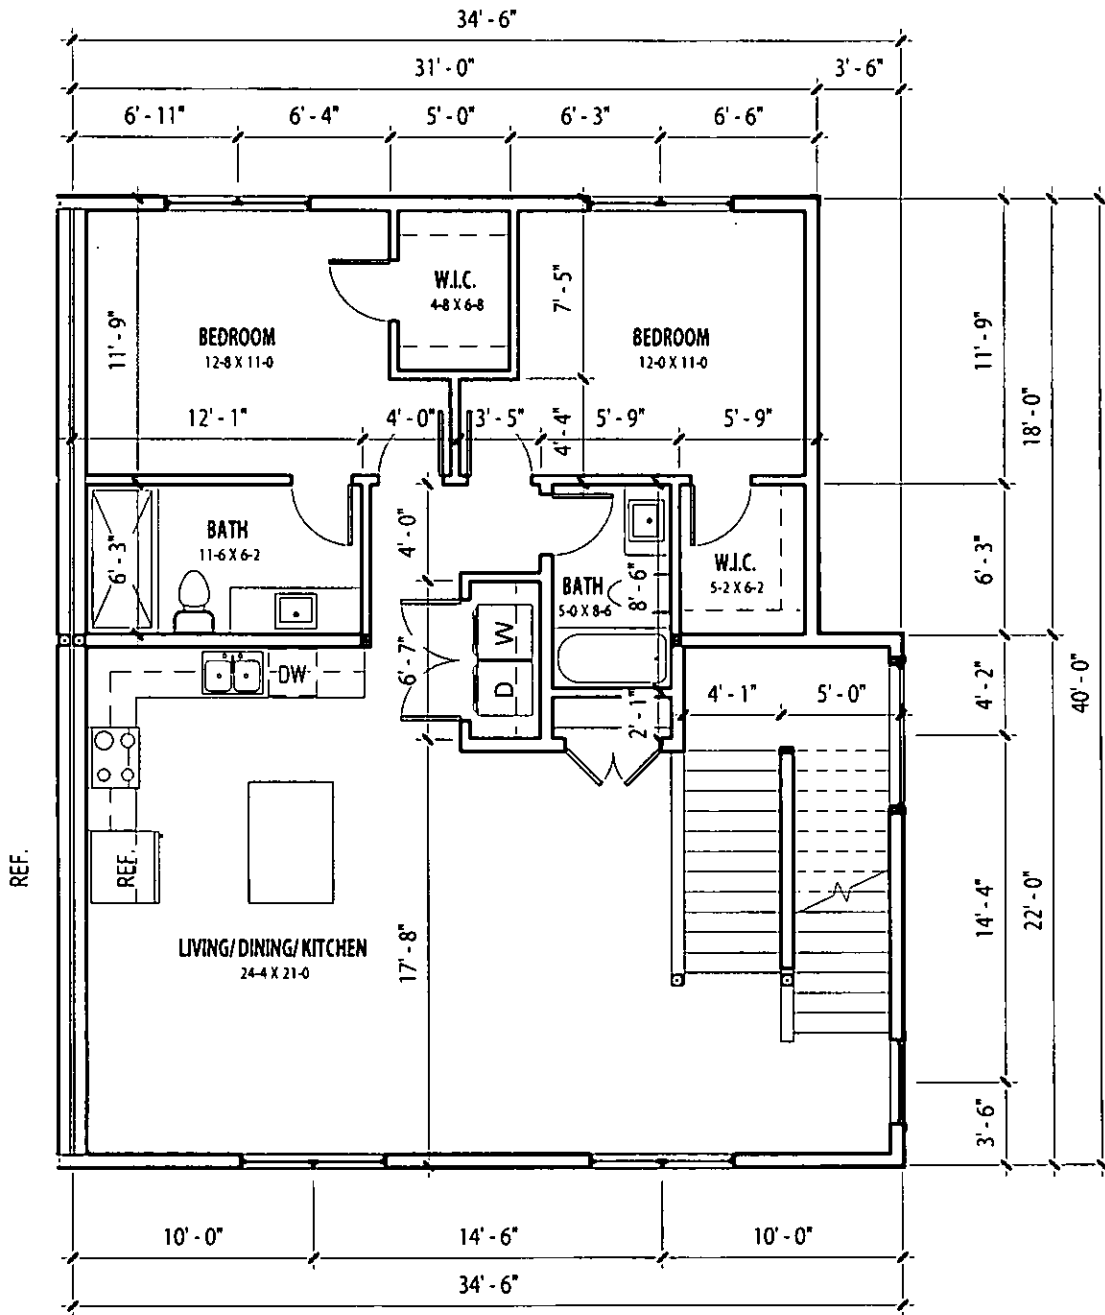 34' - 6"
31' - 0"
3' - 6"
6' - 11"
6' - 4"
5' - 0"
6' - 3"
6' - 6"
W.I.C.
4-8 X 6-8
7' - 5"
11' - 9"
BEDROOM
12-8 X 11-0
BEDROOM
12-0 X 11-0
11' - 9"
18' - 0"
12' - 1"
4' - 0"
3' - 5"
4' - 4"
5' - 9"
5' - 9"
BATH
11-6 X 6-2
6' - 3"
4' - 0"
BATH
5-0 X 8-6
8' - 6"
W.I.C.
5-2 X 6-2
6' - 3"
40' - 0"
W
D
DW
6' - 7"
2' - 1"
4' - 1"
5' - 0"
4' - 2"
REF.
REF.
LIVING/ DINING/ KITCHEN
24-4 X 21-0
17' - 8"
14' - 4"
22' - 0"
3' - 6"
10' - 0"
14' - 6"
10' - 0"
34' - 6"